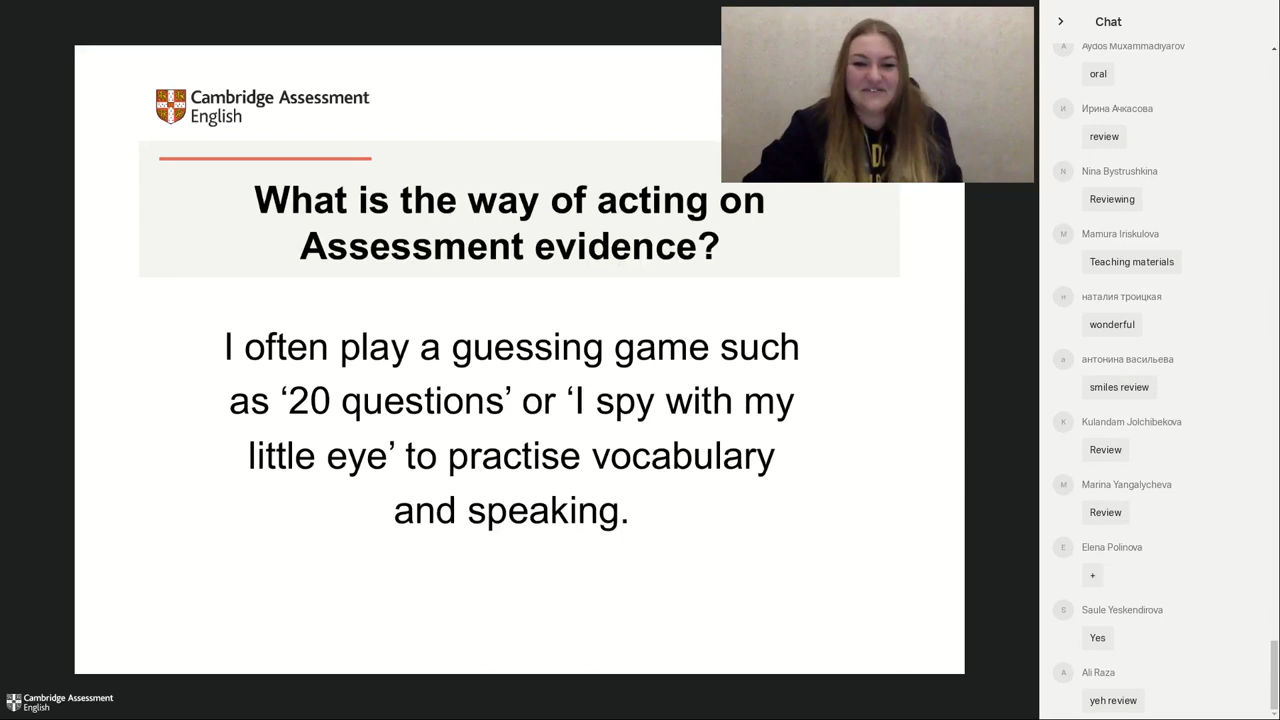 Cambridge Assessment
English
What is the way of acting on
Assessment evidence?
I often play a guessing game such
as ‘20 questions’ or ‘I spy with my
little eye’ to practise vocabulary
and speaking.
Cambridge Assessment
English
Chat
A
Aydos Muxammadiyarov
oral
И
Ирина Ачкасова
review
N
Nina Bystrushkina
Reviewing
M
Mamura Iriskulova
Teaching materials
н
наталия троицкая
wonderful
а
антонина васильева
smiles review
K
Kulandam Jolchibekova
Review
M
Marina Yangalycheva
Review
E
Elena Polinova
+
S
Saule Yeskendirova
Yes
A
Ali Raza
yeh review